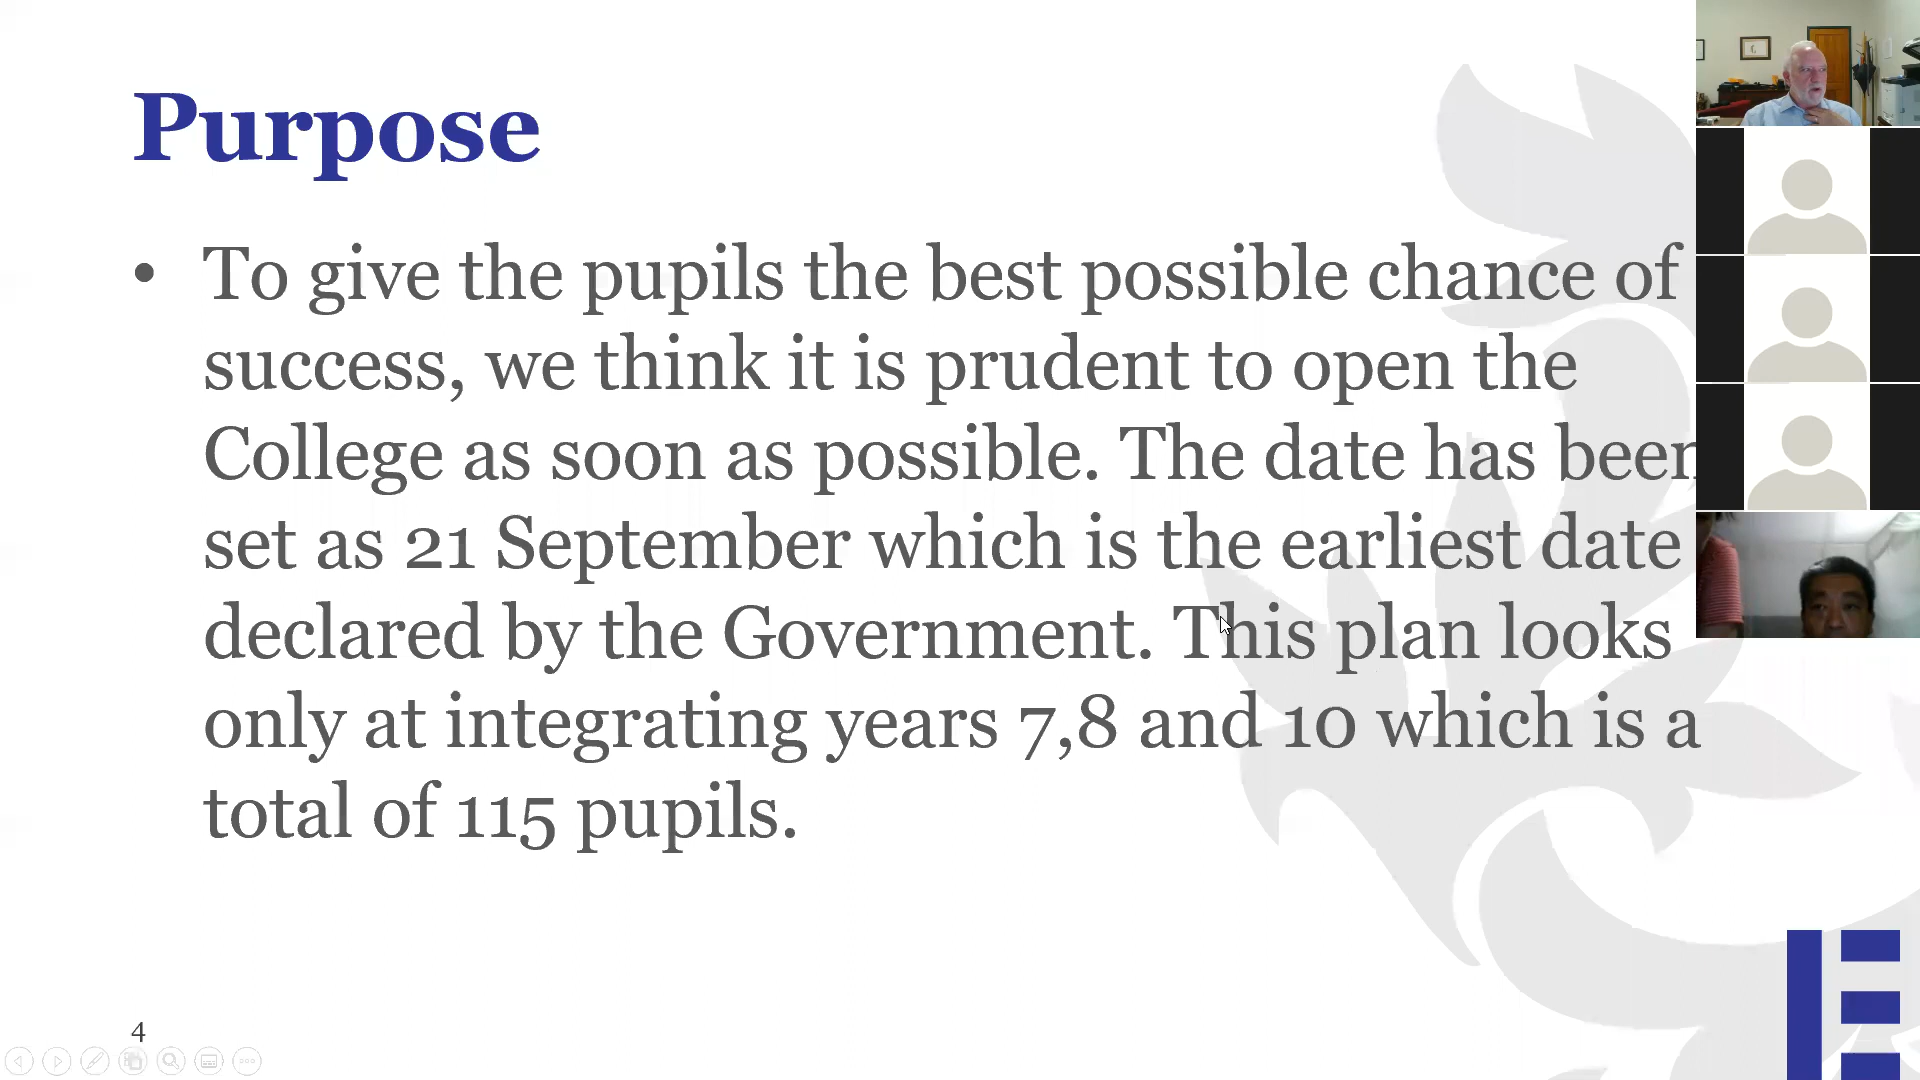 Purpose
• To give the pupils the best possible chance of
success, we think it is prudent to open the
College as soon as possible. The date has been
set as 21 September which is the earliest date
declared by the Government. This plan looks
only at integrating years 7,8 and 10 which is a
total of 115 pupils.
4